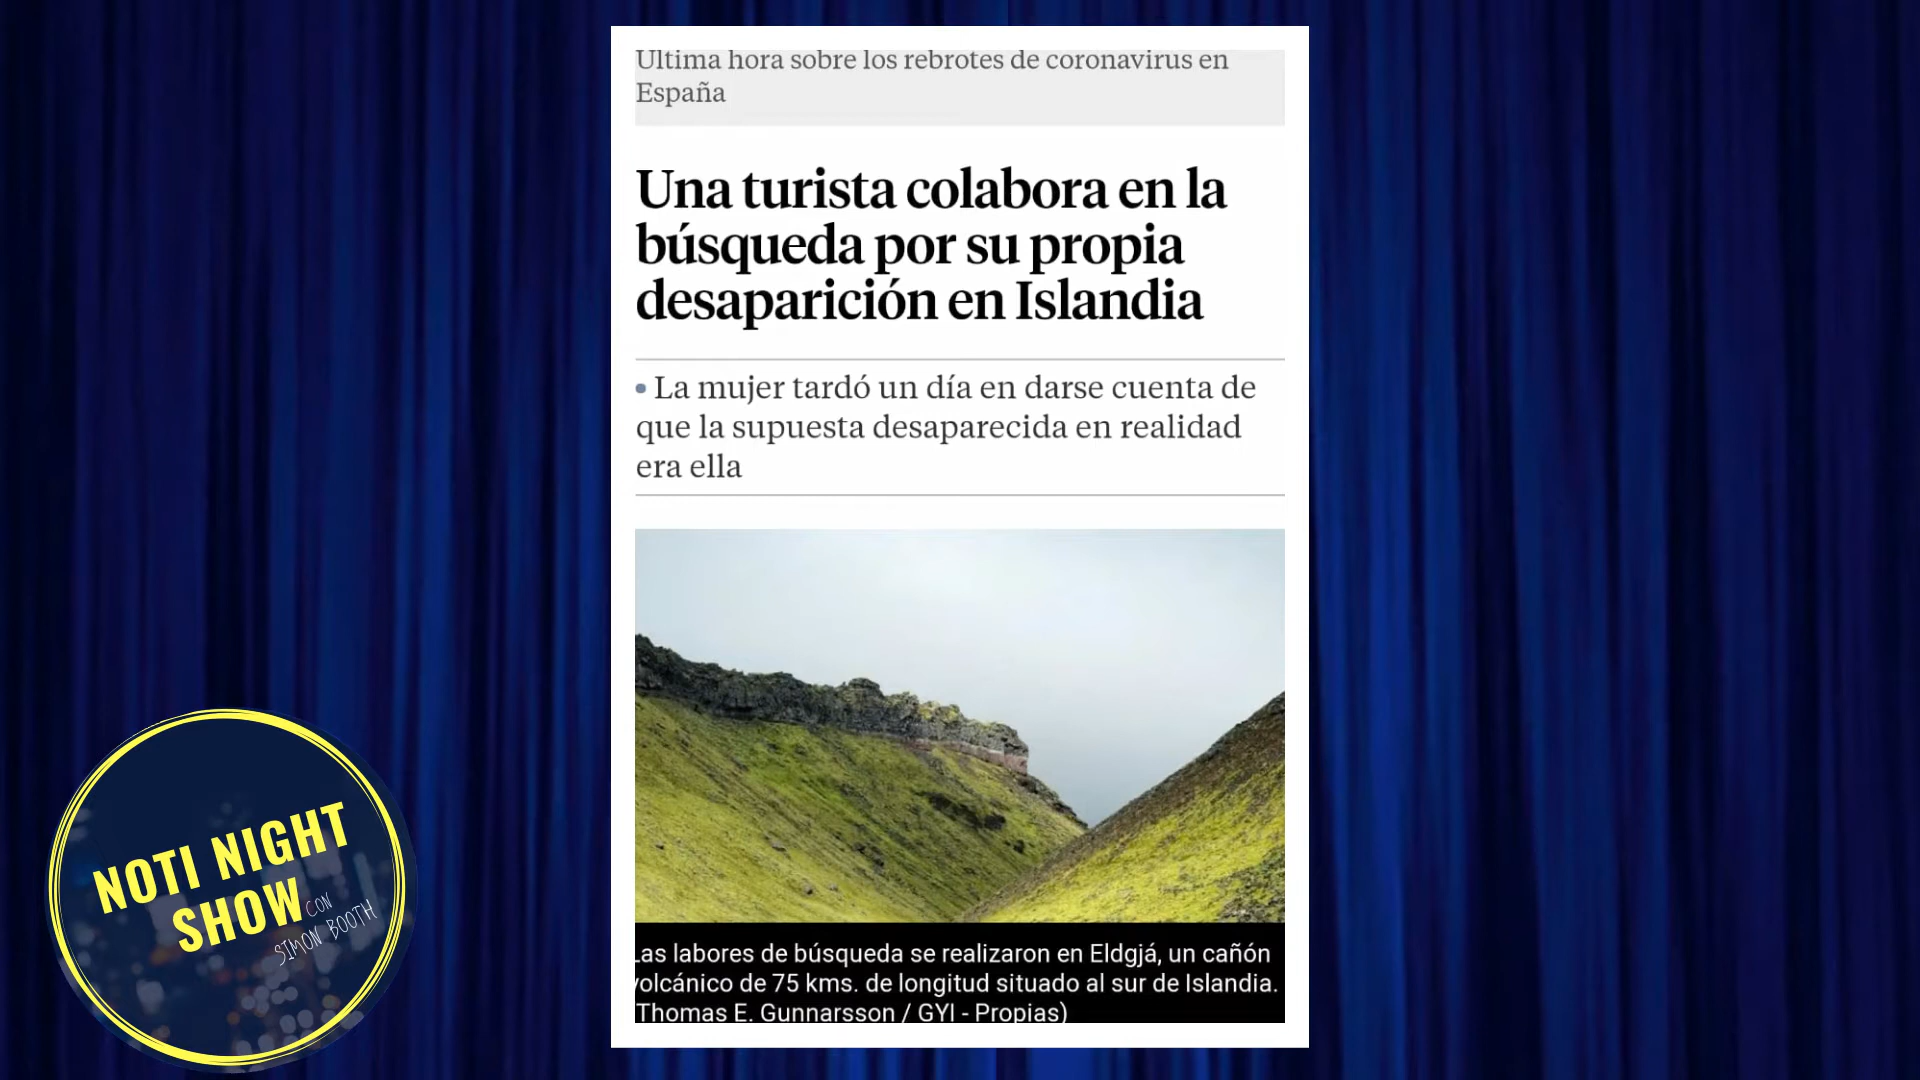 Ultima hora sobre los rebrotes de coronavirus en
España
Una turista colabora en la
búsqueda por su propia
desaparición en Islandia
• La mujer tardó un día en darse cuenta de
que la supuesta desaparecida en realidad
era ella
Las labores de búsqueda se realizaron en Eldgjá, un cañón
volcánico de 75 kms. de longitud situado al sur de Islandia.
Thomas E. Gunnarsson / GYI - Propias)
NOTI NIGHT
SHOW CON
SIMON BOOTH